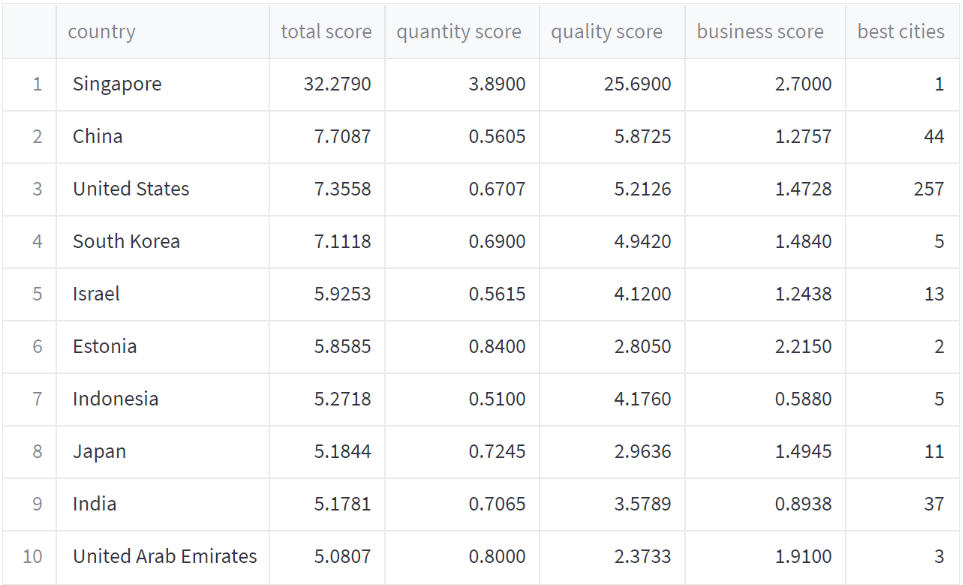 country total score quantity score quality score business score best cities
1 Singapore 32.2790 3.8900 25.6900 2.7000 1
2 China 7.7087 0.5605 5.8725 1.2757 44
3 United States 7.3558 0.6707 5.2126 1.4728 257
4 South Korea 7.1118 0.6900 4.9420 1.4840 5
5 Israel 5.9253 0.5615 4.1200 1.2438 13
6 Estonia 5.8585 0.8400 2.8050 2.2150 2
7 Indonesia 5.2718 0.5100 4.1760 0.5880 5
8 Japan 5.1844 0.7245 2.9636 1.4945 11
9 India 5.1781 0.7065 3.5789 0.8938 37
10 United Arab Emirates 5.0807 0.8000 2.3733 1.9100 3